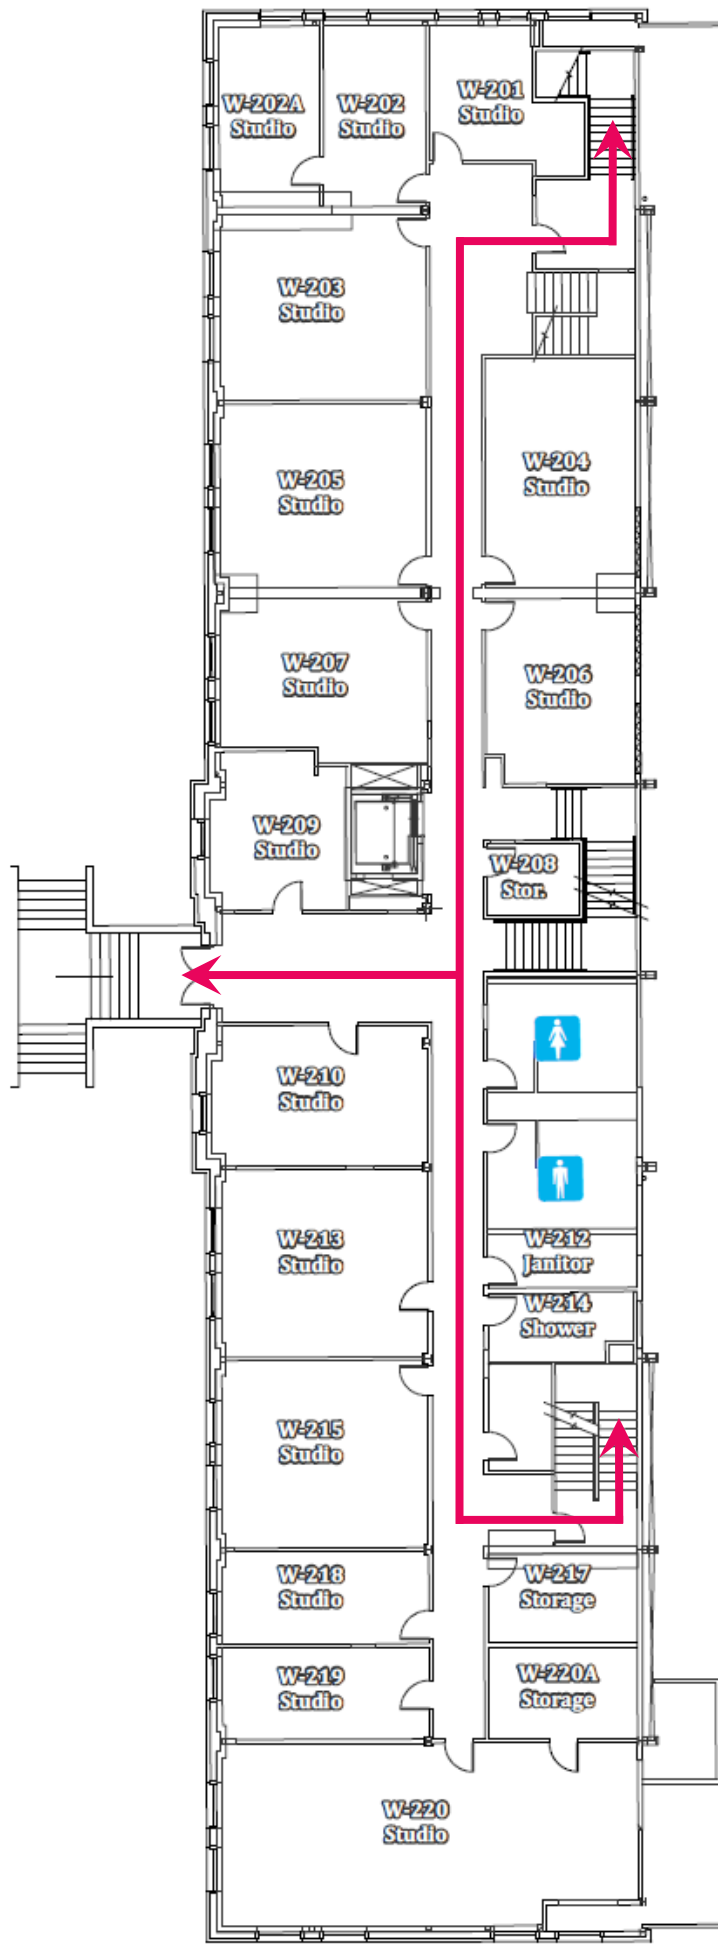 W-202A
Studio
W-202
Studio
W-201
Studio
W-203
Studio
W-205
Studio
W-204
Studio
W-207
Studio
W-206
Studio
W-209
Studio
W-208
Stor.
W-210
Studio
W-213
Studio
W-212
Janitor
W-214
Shower
W-215
Studio
W-218
Studio
W-217
Storage
W-219
Studio
W-220A
Storage
W-220
Studio